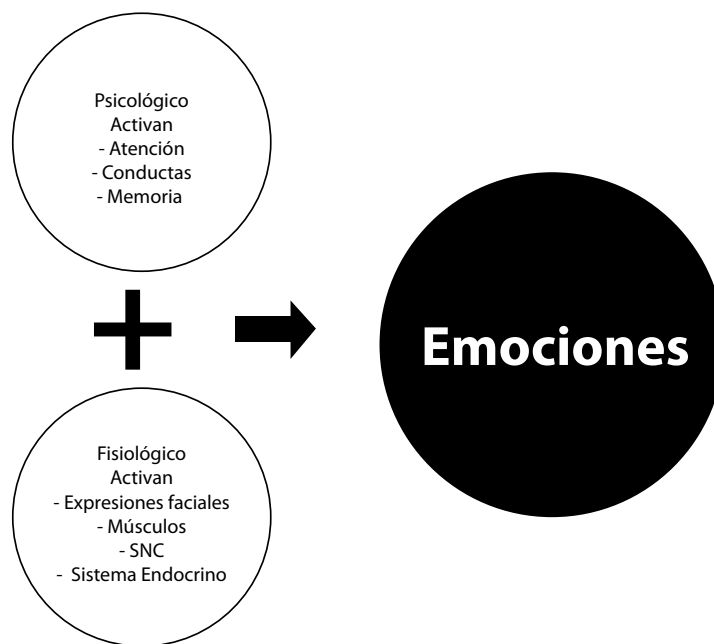 Psicológico
Activan
- Atención
- Conductas
- Memoria
Emociones
Fisiológico
Activan
- Expresiones faciales
- Músculos
- SNC
- Sistema Endocrino